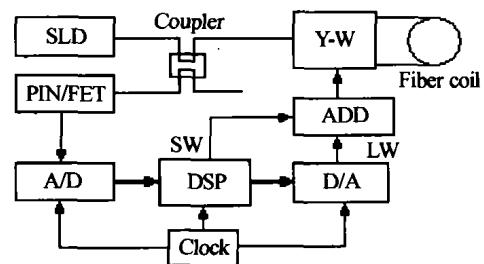 Coupler
SLD
Y-W
Fiber coil
PIN/FET
ADD
SW
LW
A/D
DSP
D/A
Clock